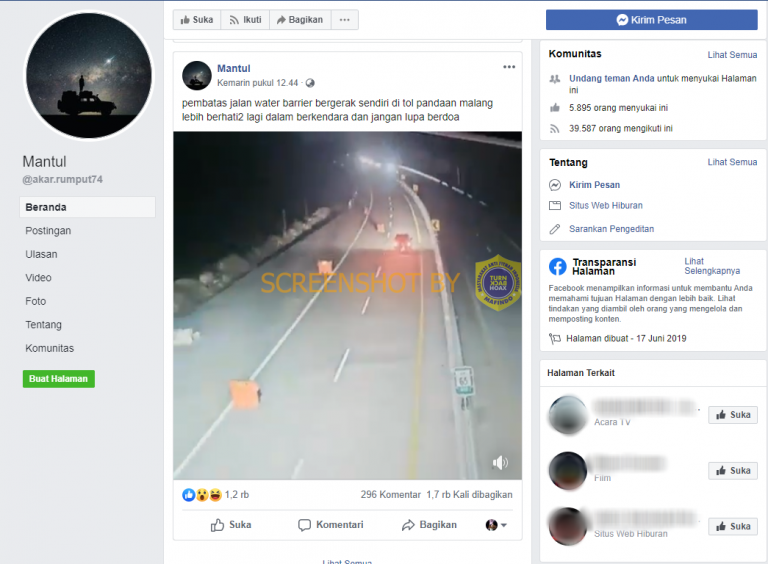 Suka
Ikuti
Bagikan
Kirim Pesan
Mantul
@akar.rumput74
Beranda
Postingan
Ulasan
Video
Foto
Tentang
Komunitas
Buat Halaman
Mantul
Kemarin pukul 12.44 ·
pembatas jalan water barrier bergerak sendiri di tol pandaan malang
lebih berhati2 lagi dalam berkendara dan jangan lupa berdoa
SCREENSHOT BY
TURN
BACK
HOAX
MAFINDO
1,2 rb
296 Komentar 1,7 rb Kali dibagikan
Suka
Komentari
Bagikan
Lihat Semua
Komunitas
Lihat Semua
Undang teman Anda untuk menyukai Halaman
ini
5.895 orang menyukai ini
39.587 orang mengikuti ini
Tentang
Lihat Semua
Kirim Pesan
Situs Web Hiburan
Sarankan Pengeditan
Transparansi
Halaman
Lihat
Selengkapnya
Facebook menampilkan informasi untuk membantu Anda
memahami tujuan Halaman dengan lebih baik. Lihat
tindakan yang diambil oleh orang yang mengelola dan
memposting konten.
Halaman dibuat - 17 Juni 2019
Halaman Terkait
Acara TV
Suka
Film
Suka
Situs Web Hiburan
Suka